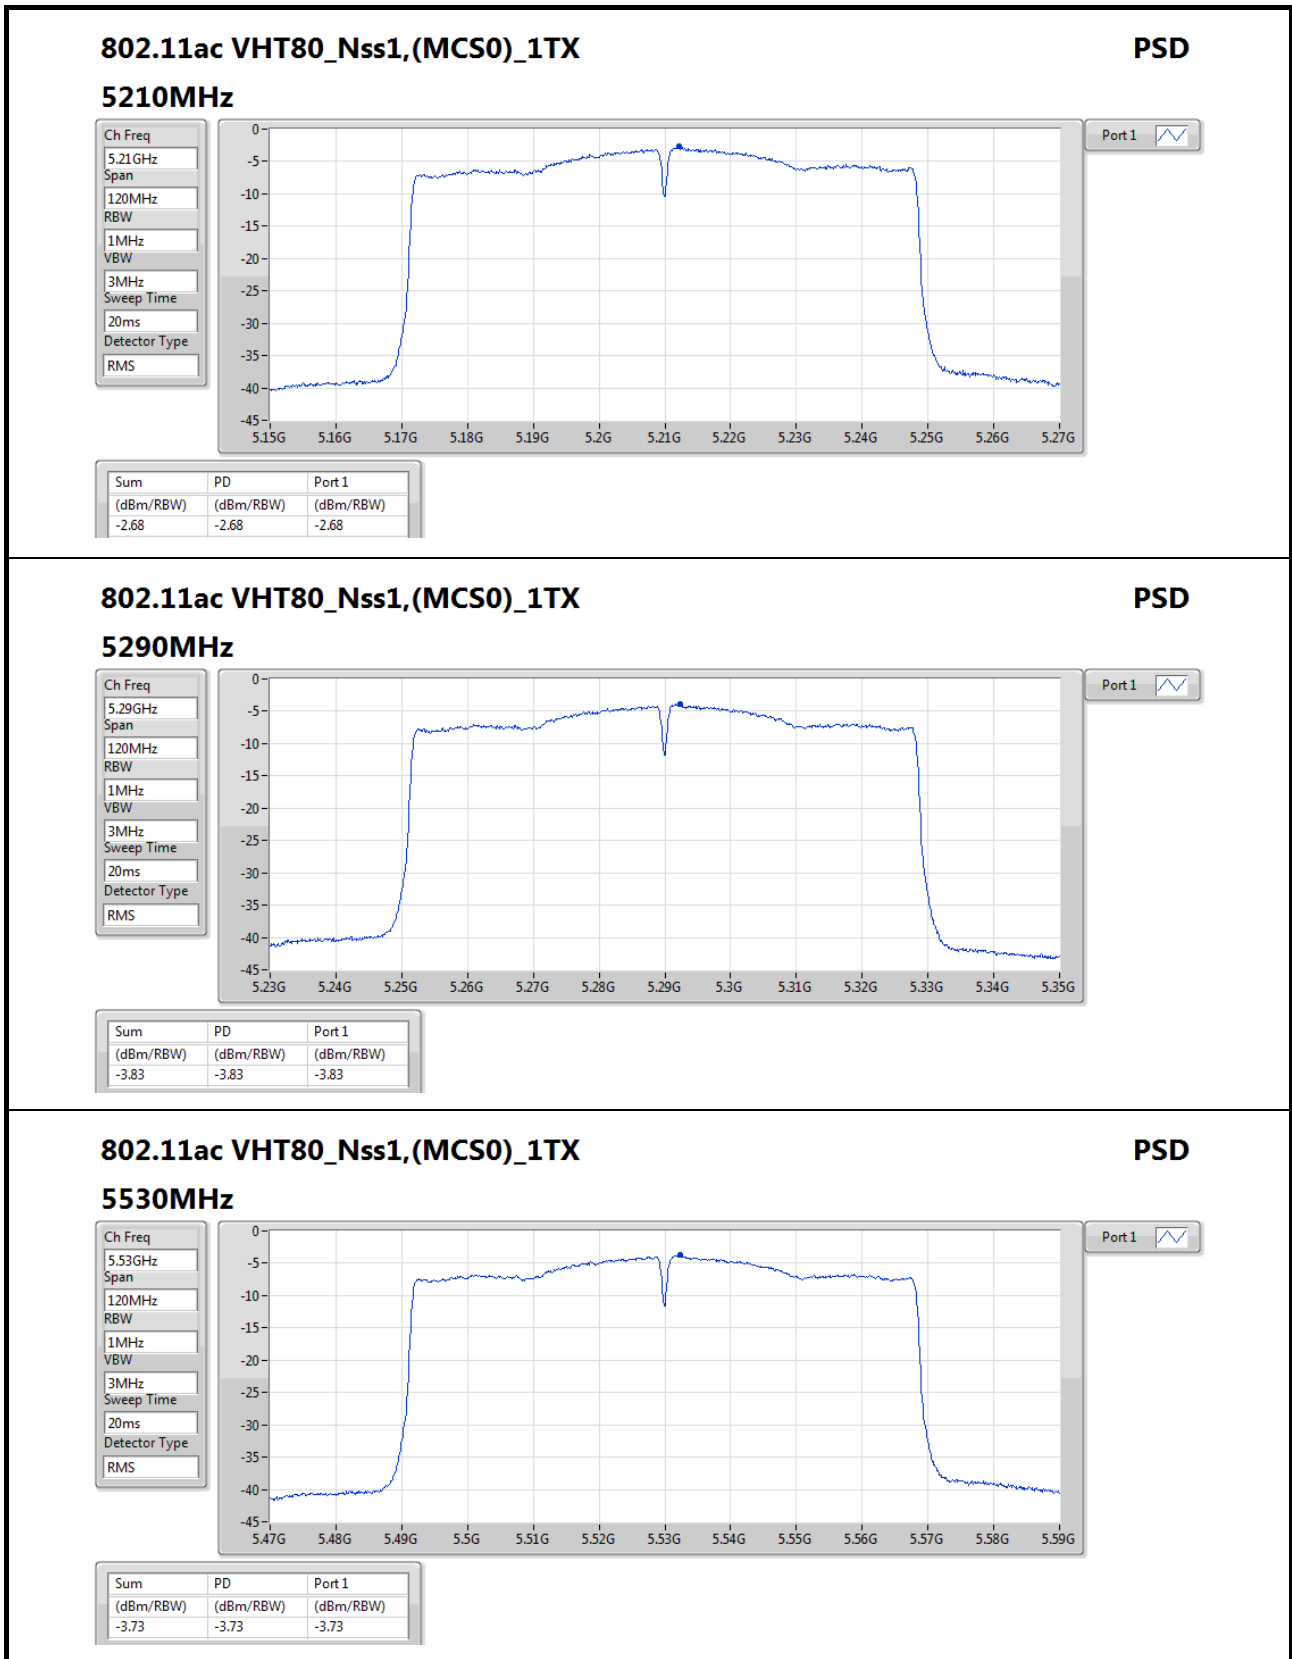 802.11ac VHT80_Nss1,(MCS0)_1TX PSD
5210MHz
Ch Freq
5.21GHz
Span
120MHz
RBW
1MHz
VBW
3MHz
Sweep Time
20ms
Detector Type
RMS
0
-5
-10
-15
-20
-25
-30
-35
-40
-45
5.15G 5.16G 5.17G 5.18G 5.19G 5.2G 5.21G 5.22G 5.23G 5.24G 5.25G 5.26G 5.27G
Port 1
Sum PD Port 1
(dBm/RBW) (dBm/RBW) (dBm/RBW)
-2.68 -2.68 -2.68
802.11ac VHT80_Nss1,(MCS0)_1TX PSD
5290MHz
Ch Freq
5.29GHz
Span
120MHz
RBW
1MHz
VBW
3MHz
Sweep Time
20ms
Detector Type
RMS
0
-5
-10
-15
-20
-25
-30
-35
-40
-45
5.23G 5.24G 5.25G 5.26G 5.27G 5.28G 5.29G 5.3G 5.31G 5.32G 5.33G 5.34G 5.35G
Port 1
Sum PD Port 1
(dBm/RBW) (dBm/RBW) (dBm/RBW)
-3.83 -3.83 -3.83
802.11ac VHT80_Nss1,(MCS0)_1TX PSD
5530MHz
Ch Freq
5.53GHz
Span
120MHz
RBW
1MHz
VBW
3MHz
Sweep Time
20ms
Detector Type
RMS
0
-5
-10
-15
-20
-25
-30
-35
-40
-45
5.47G 5.48G 5.49G 5.5G 5.51G 5.52G 5.53G 5.54G 5.55G 5.56G 5.57G 5.58G 5.59G
Port 1
Sum PD Port 1
(dBm/RBW) (dBm/RBW) (dBm/RBW)
-3.73 -3.73 -3.73